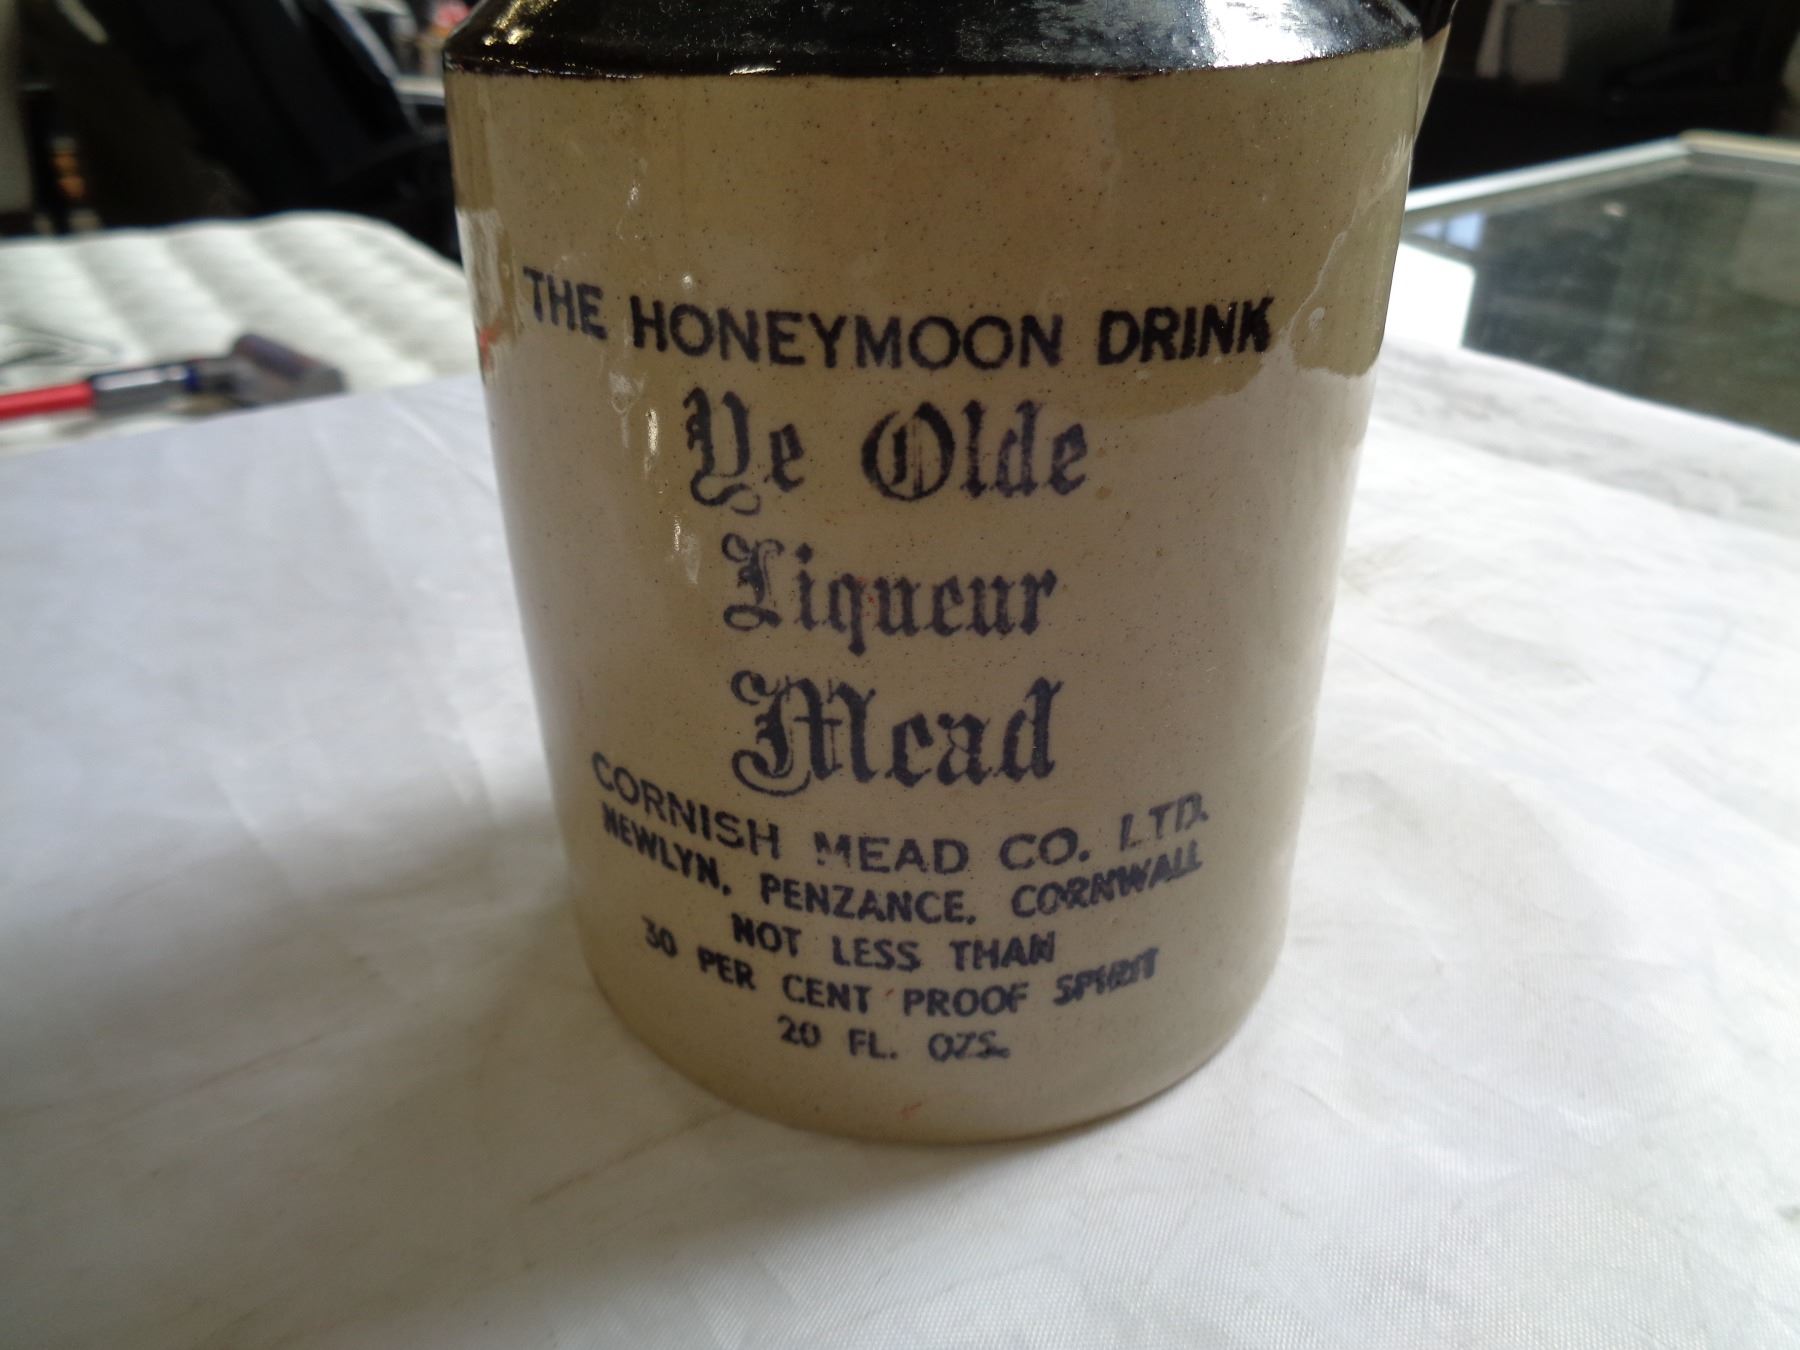 THE HONEYMOON DRINK
Ye Olde
Liqueur
Mead
CORNISH MEAD CO. LTD.
NEWLYN, PENZANCE, CORNWALL
NOT LESS THAN
30 PER CENT PROOF SPIRIT
20 FL. OZS.